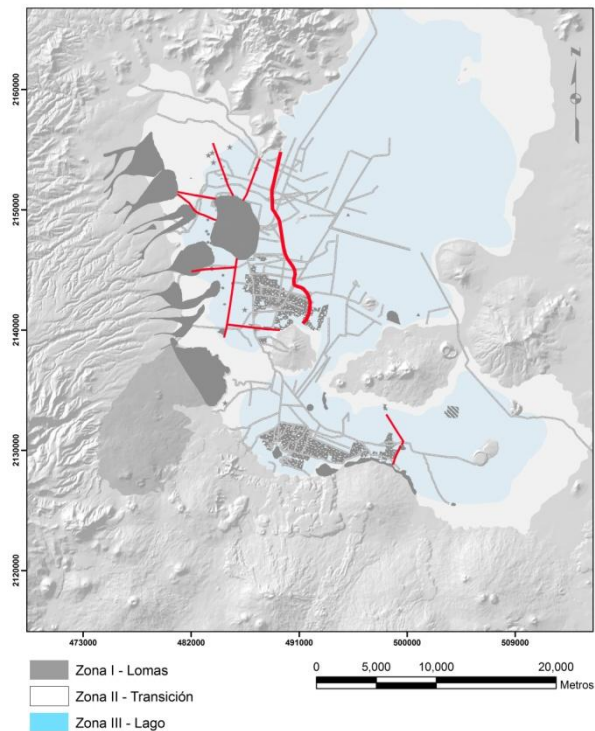 2160000
2150000
2140000
2130000
2120000
N
473000 482000 491000 500000 509000
Zona I - Lomas
Zona II - Transición
Zona III - Lago
0 5,000 10,000 20,000
Metros